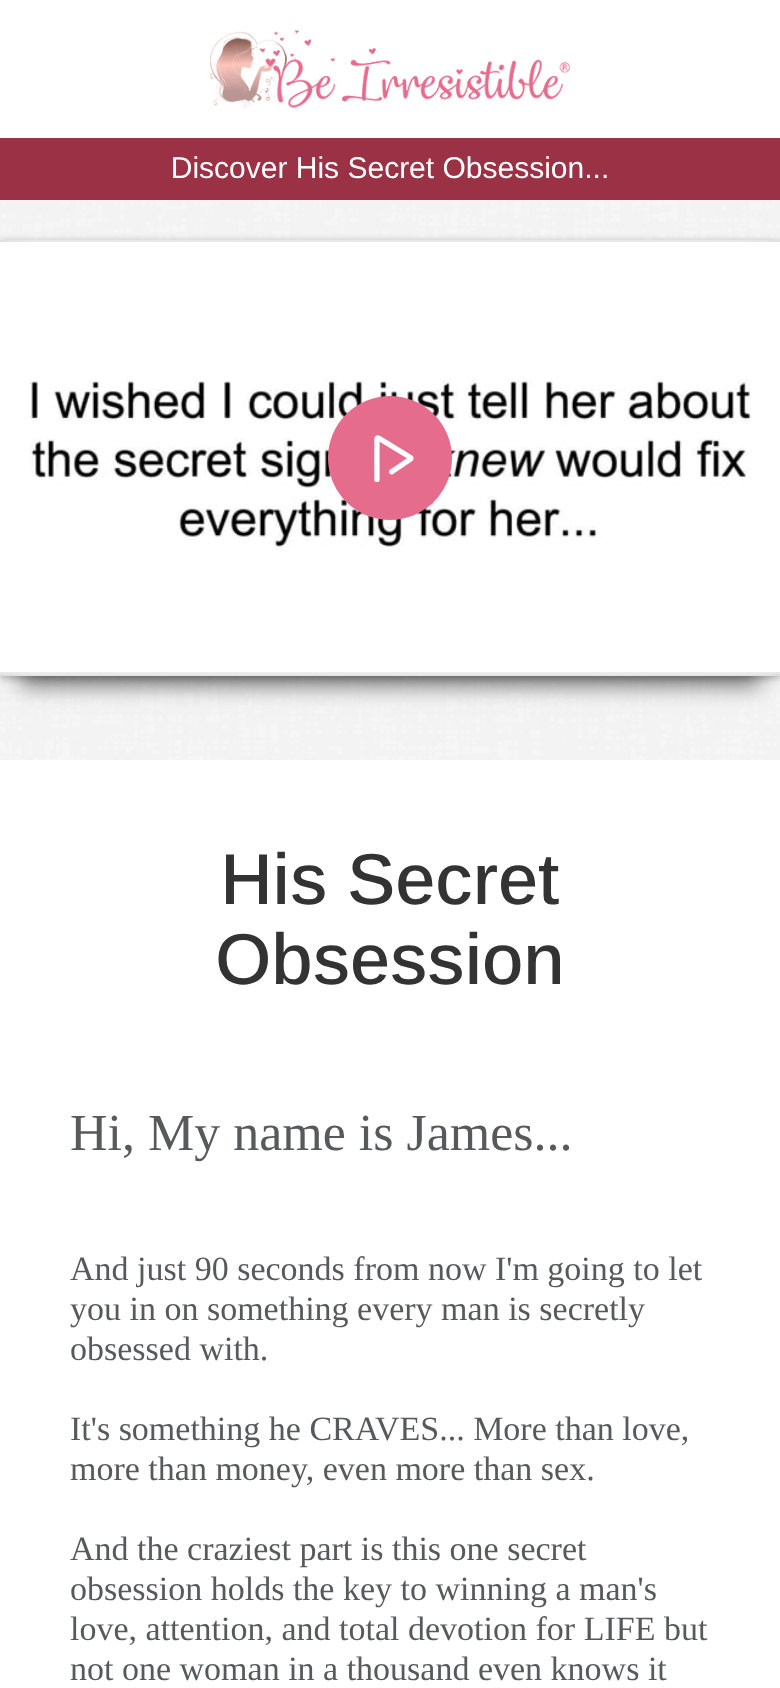 Be Irresistible®
Discover His Secret Obsession...
I wished I could just tell her about
the secret knew would fix
everything for her...
His Secret
Obsession
Hi, My name is James...
And just 90 seconds from now I'm going to let
you in on something every man is secretly
obsessed with.
It's something he CRAVES... More than love,
more than money, even more than sex.
And the craziest part is this one secret
obsession holds the key to winning a man's
love, attention, and total devotion for LIFE but
not one woman in a thousand even knows it